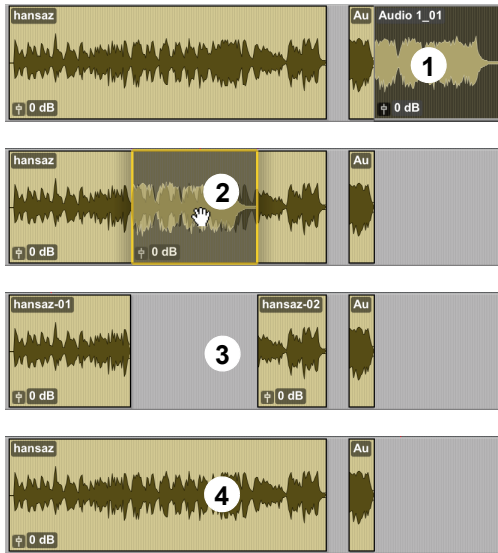 hansaz Au Audio 1_01
1
0 dB 0 dB
hansaz Au
2
0 dB 0 dB
hansaz-01 hansaz-02 Au
3
0 dB 0 dB
hansaz Au
4
0 dB